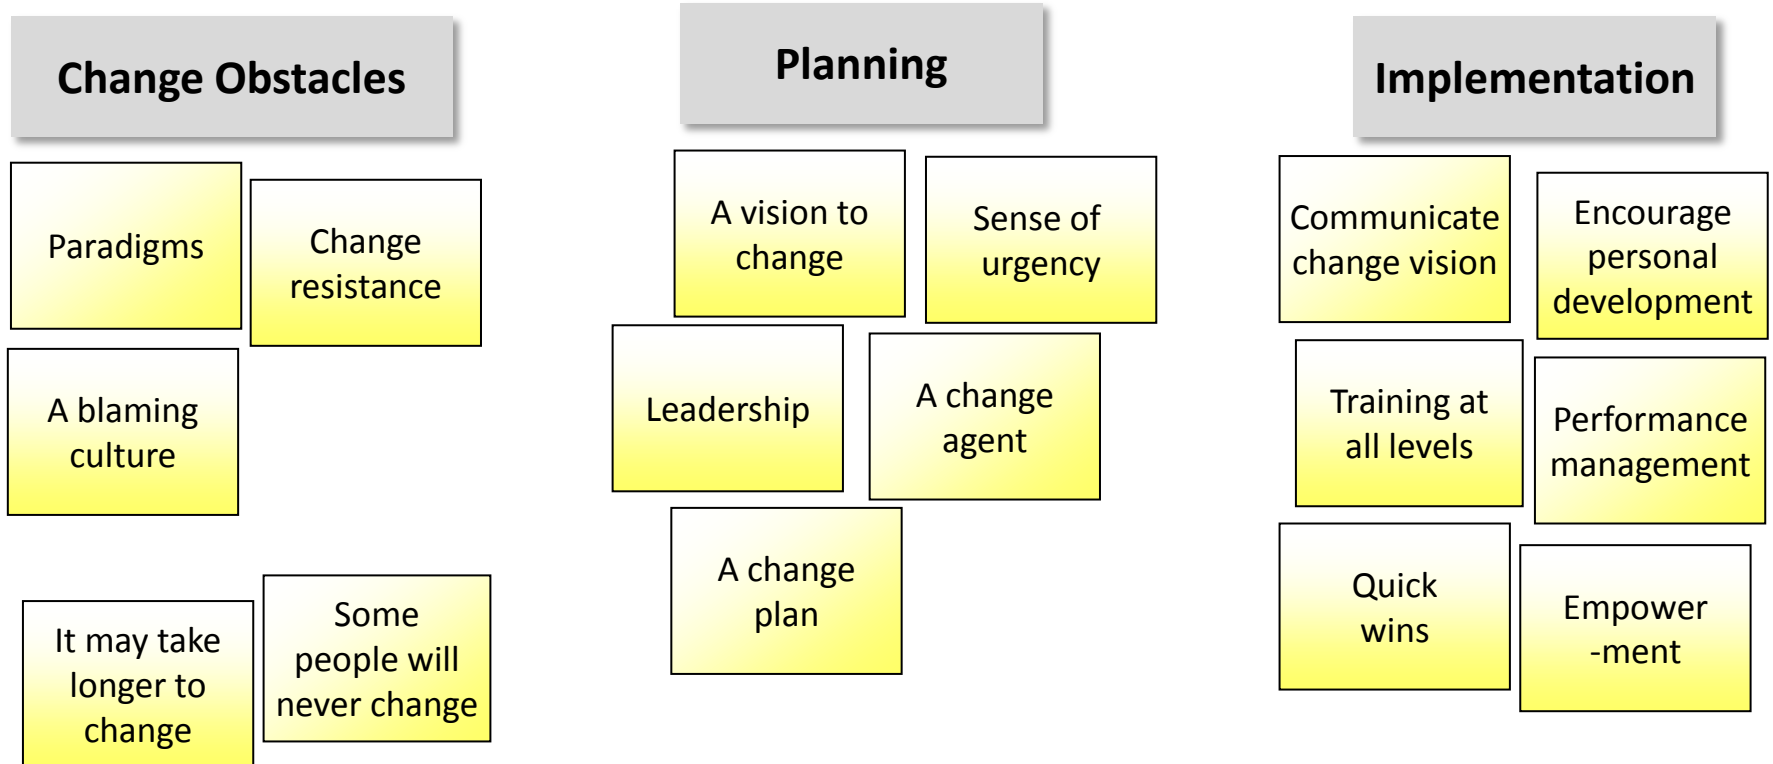 Change Obstacles
Paradigms
Change
resistance
A blaming
culture
It may take
longer to
change
Some
people will
never change
Planning
A vision to
change
Sense of
urgency
Leadership
A change
agent
A change
plan
Implementation
Communicate
change vision
Encourage
personal
development
Training at
all levels
Performance
management
Quick
wins
Empower
-ment